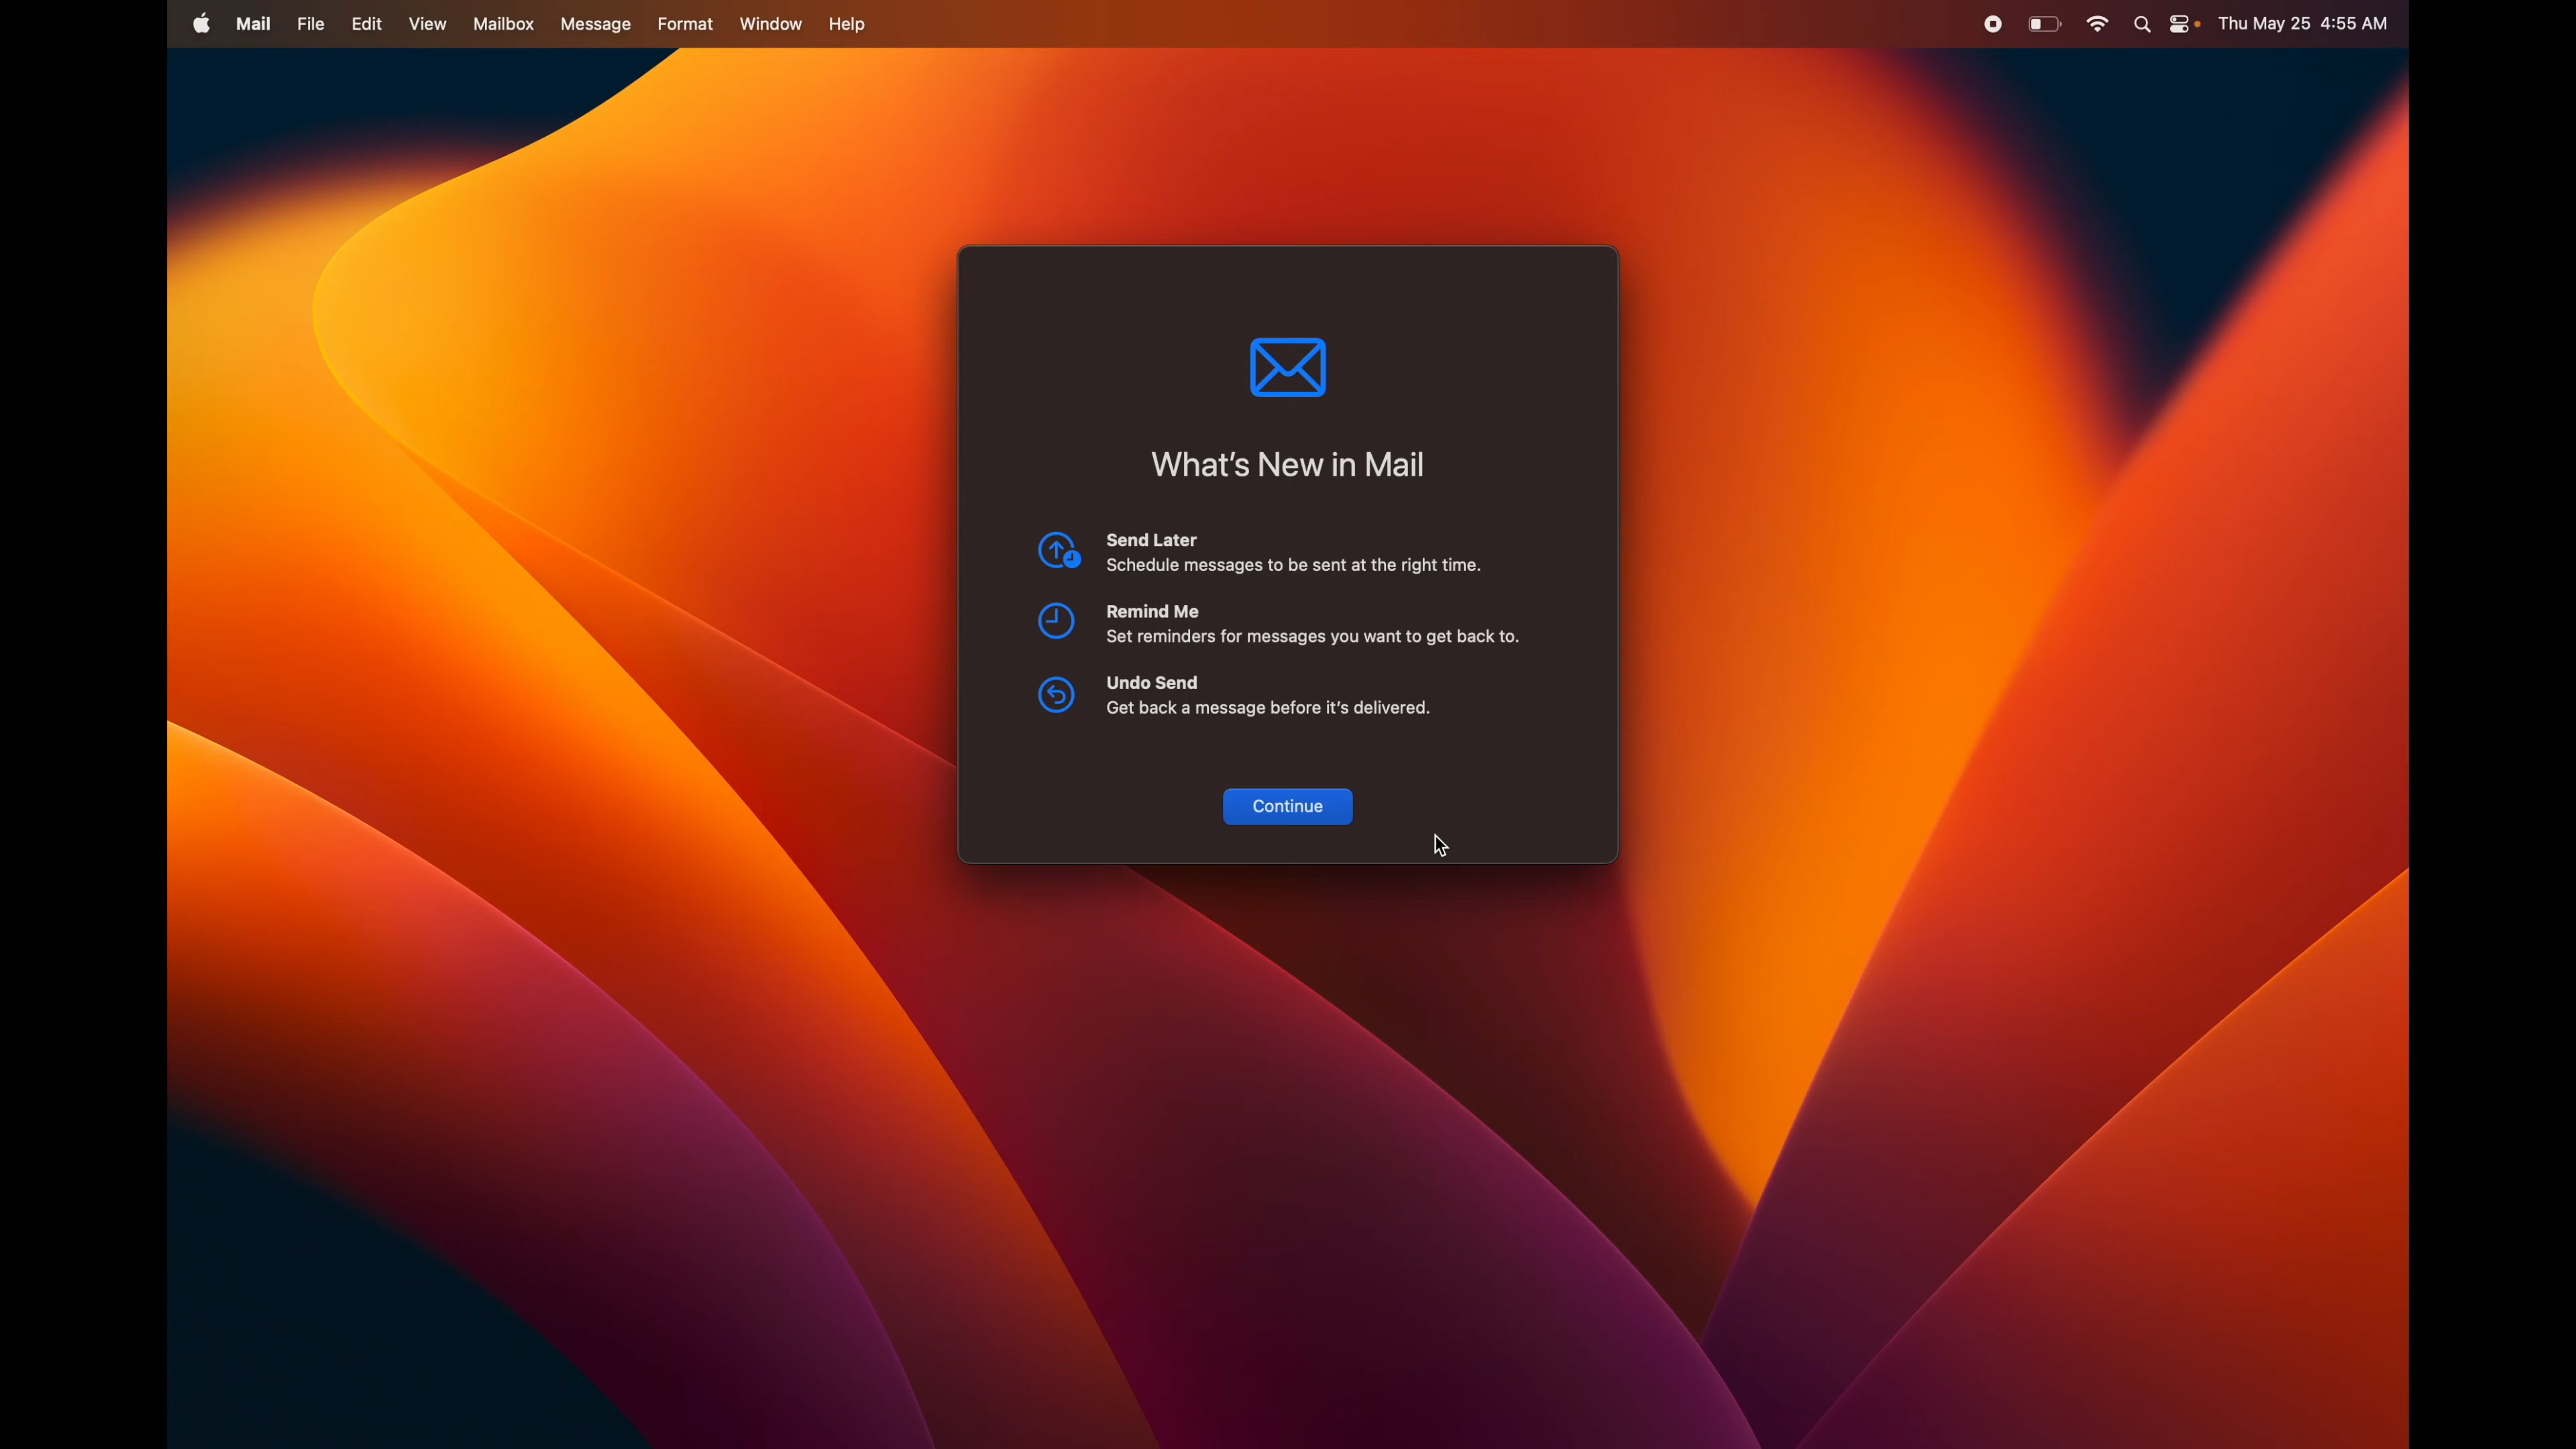 Mail File Edit View Mailbox Message Format Window Help Thu May 25 4:55 AM
What's New in Mail
Send Later
Schedule messages to be sent at the right time.
Remind Me
Set reminders for messages you want to get back to.
Undo Send
Get back a message before it's delivered.
Continue